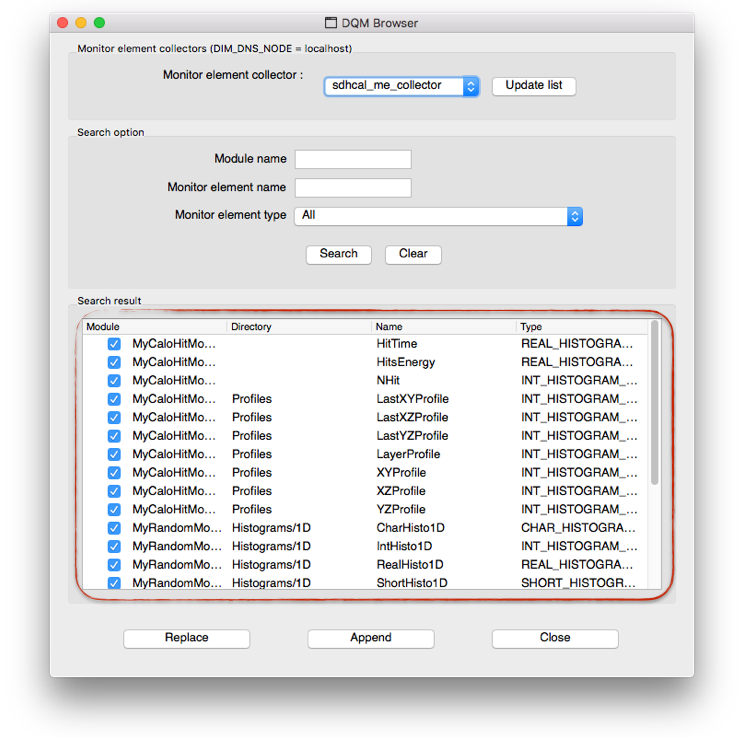 DQM Browser
Monitor element collectors (DIM_DNS_NODE = localhost)
Monitor element collector : sdhcal_me_collector Update list
Search option
Module name
Monitor element name
Monitor element type All
Search Clear
Search result
Module Directory Name Type
MyCaloHitMo... HitTime REAL_HISTOGRA...
MyCaloHitMo... HitsEnergy REAL_HISTOGRA...
MyCaloHitMo... NHit INT_HISTOGRAM_...
MyCaloHitMo... Profiles LastXYProfile INT_HISTOGRAM_...
MyCaloHitMo... Profiles LastXZProfile INT_HISTOGRAM_...
MyCaloHitMo... Profiles LastYZProfile INT_HISTOGRAM_...
MyCaloHitMo... Profiles LayerProfile INT_HISTOGRAM_...
MyCaloHitMo... Profiles XYProfile INT_HISTOGRAM_...
MyCaloHitMo... Profiles XZProfile INT_HISTOGRAM_...
MyCaloHitMo... Profiles YZProfile INT_HISTOGRAM_...
MyRandomMo... Histograms/1D CharHisto1D CHAR_HISTOGRA...
MyRandomMo... Histograms/1D IntHisto1D INT_HISTOGRAM_...
MyRandomMo... Histograms/1D RealHisto1D REAL_HISTOGRA...
MyRandomMo... Histograms/1D ShortHisto1D SHORT_HISTOGR...
Replace Append Close